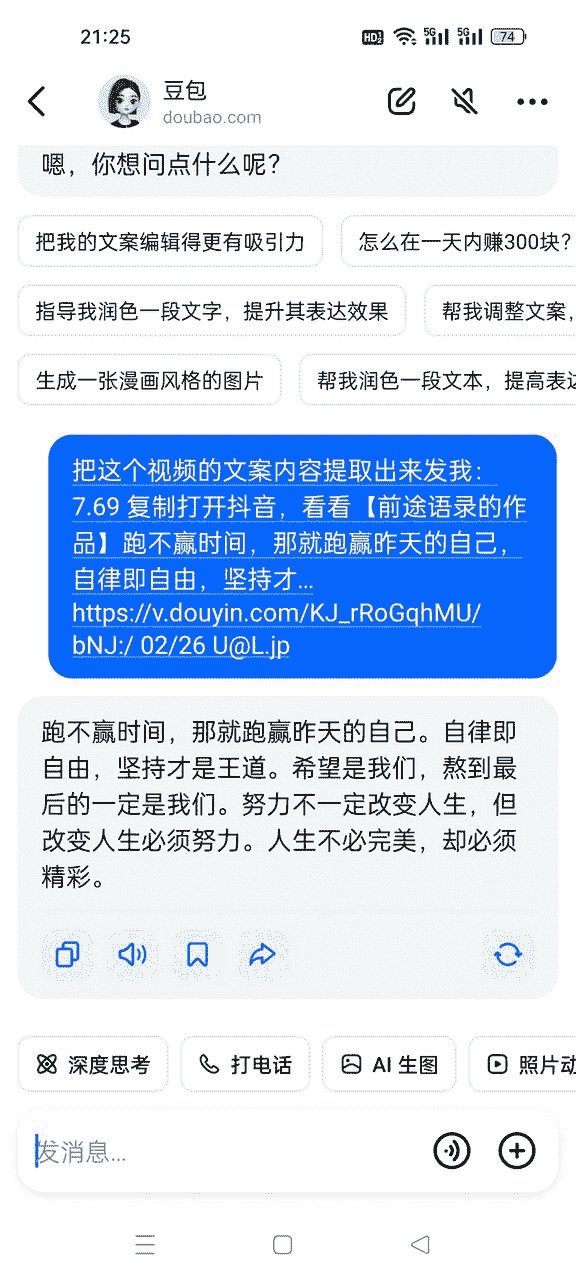 21:25
HD 5G 5G 74
豆包
doubao.com
嗯，你想问点什么呢？
把我的文案编辑得更有吸引力
怎么在一天内赚300块？
指导我润色一段文字，提升其表达效果
帮我调整文案，
生成一张漫画风格的图片
帮我润色一段文本，提高表达
把这个视频的文案内容提取出来发我：
7.69 复制打开抖音，看看【前途语录的作
品】跑不赢时间，那就跑赢昨天的自己，
自律即自由，坚持才...
https://v.douyin.com/KJ_rRoGqhMU/
bNJ:/ 02/26 U@L.jp
跑不赢时间，那就跑赢昨天的自己。自律即
自由，坚持才是王道。希望是我们，熬到最
后的一定是我们。努力不一定改变人生，但
改变人生必须努力。人生不必完美，却必须
精彩。
深度思考
打电话
AI 生图
照片动
发消息...